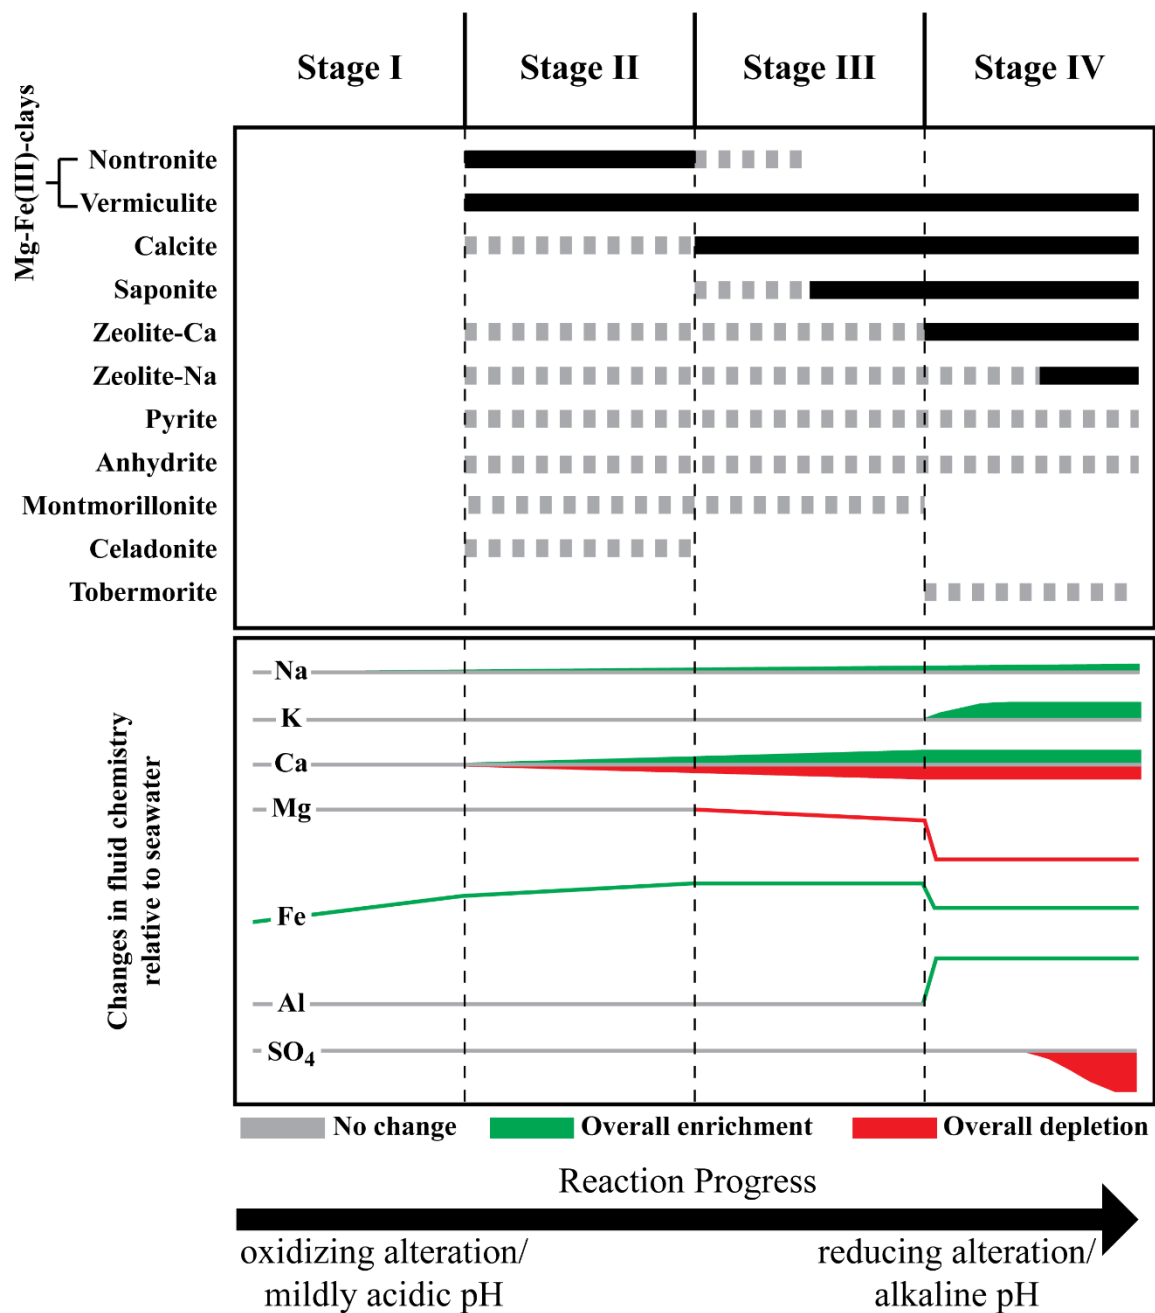 Stage I
Stage II
Stage III
Stage IV
Mg-Fe(III)-clays
Nontronite
Vermiculite
Calcite
Saponite
Zeolite-Ca
Zeolite-Na
Pyrite
Anhydrite
Montmorillonite
Celadonite
Tobermorite
Changes in fluid chemistry
relative to seawater
Na
K
Ca
Mg
Fe
Al
SO4
No change
Overall enrichment
Overall depletion
Reaction Progress
oxidizing alteration/
mildly acidic pH
reducing alteration/
alkaline pH